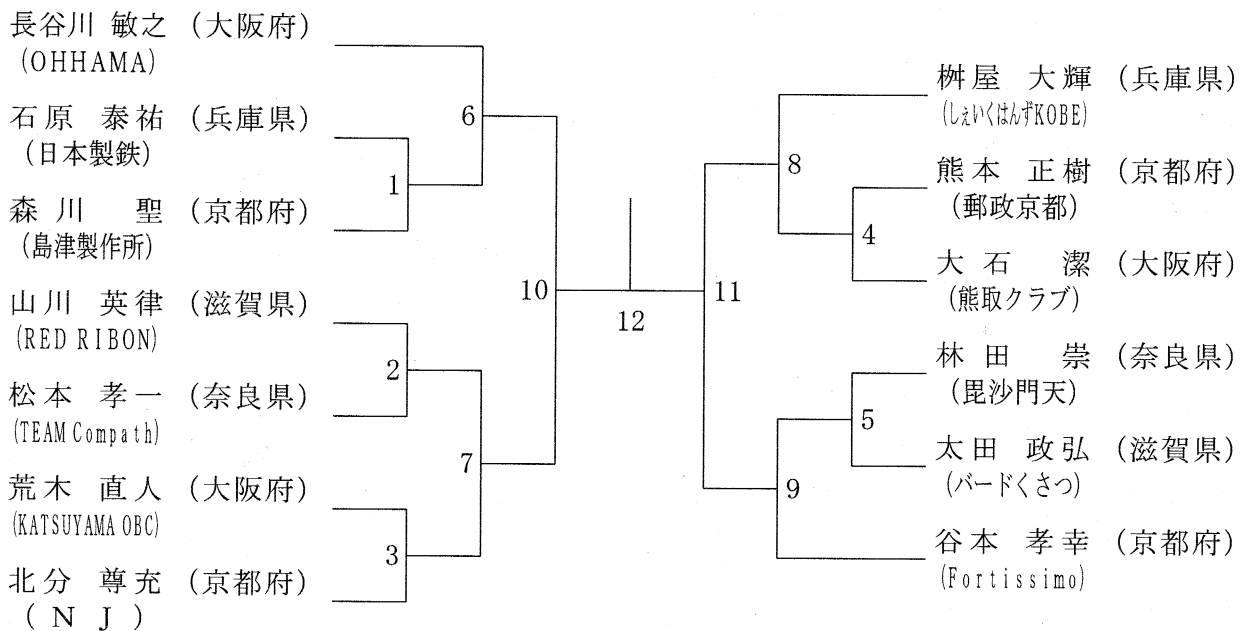 長谷川 敏之 (大阪府)
(OHHAMA)
石原 泰祐 (兵庫県)
(日本製鉄)
森川 聖 (京都府)
(島津製作所)
山川 英律 (滋賀県)
(RED RIBON)
松本 孝一 (奈良県)
(TEAM Compath)
荒木 直人 (大阪府)
(KATSUYAMA OBC)
北分 尊充 (京都府)
(NJ)
6
1
2
7
3
10
12
11
8
4
5
9
桝屋 大輝 (兵庫県)
(しぇいくはんずKOBE)
熊本 正樹 (京都府)
(郵政京都)
大石 潔 (大阪府)
(熊取クラブ)
林田 崇 (奈良県)
(毘沙門天)
太田 政弘 (滋賀県)
(バードくさつ)
谷本 孝幸 (京都府)
(Fortissimo)